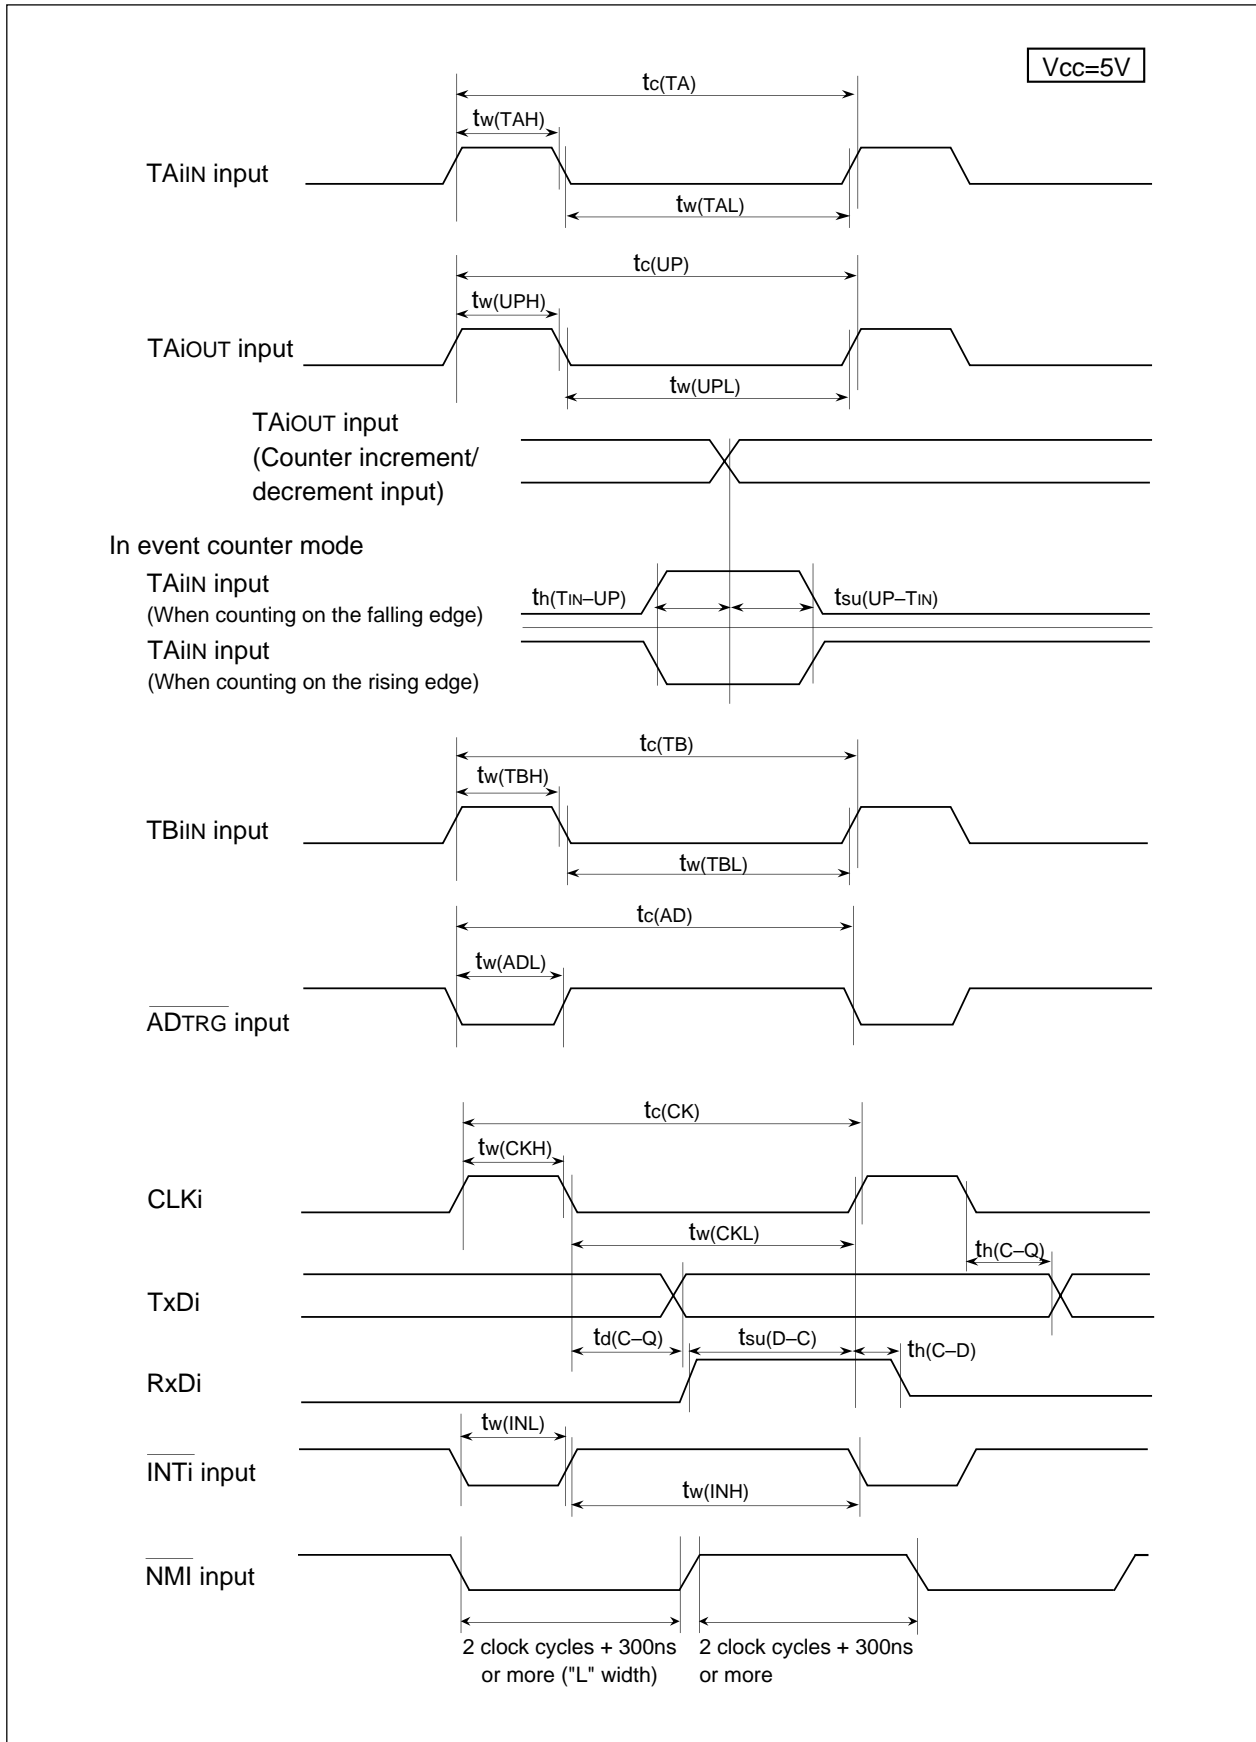 Vcc=5V
tc(TA)
tw(TAH)
TAiIN input
tw(TAL)
tc(UP)
tw(UPH)
TAiOUT input
tw(UPL)
TAiOUT input
(Counter increment/
decrement input)
In event counter mode
TAiIN input
(When counting on the falling edge)
th(TIN–UP)
tsu(UP–TIN)
TAiIN input
(When counting on the rising edge)
tc(TB)
tw(TBH)
TBiIN input
tw(TBL)
tc(AD)
tw(ADL)
ADTRG input
tc(CK)
tw(CKH)
CLKi
tw(CKL)
th(C–Q)
TxDi
td(C–Q)
tsu(D–C)
th(C–D)
RxDi
tw(INL)
INTi input
tw(INH)
NMI input
2 clock cycles + 300ns
or more ("L" width)
2 clock cycles + 300ns
or more